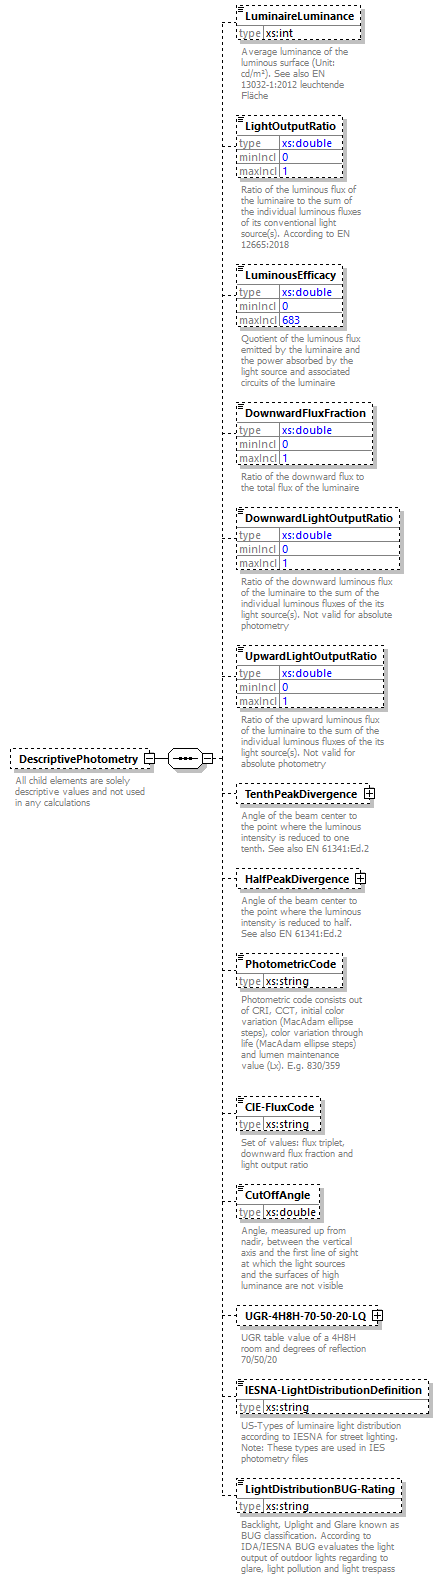 LuminaireLuminance
type xs:int
Average luminance of the
luminous surface (Unit:
cd/m²). See also EN
13032-1:2012 leuchtende
Fläche
LightOutputRatio
type xs:double
minIncl 0
maxIncl 1
Ratio of the luminous flux of
the luminaire to the sum of
the individual luminous fluxes
of its conventional light
source(s). According to EN
12665:2018
LuminousEfficacy
type xs:double
minIncl 0
maxIncl 683
Quotient of the luminous flux
emitted by the luminaire and
the power absorbed by the
light source and associated
circuits of the luminaire
DownwardFluxFraction
type xs:double
minIncl 0
maxIncl 1
Ratio of the downward flux to
the total flux of the luminaire
DownwardLightOutputRatio
type xs:double
minIncl 0
maxIncl 1
Ratio of the downward luminous flux
of the luminaire to the sum of the
individual luminous fluxes of the its
light source(s). Not valid for absolute
photometry
UpwardLightOutputRatio
type xs:double
minIncl 0
maxIncl 1
Ratio of the upward luminous flux
of the luminaire to the sum of the
individual luminous fluxes of the its
light source(s). Not valid for
absolute photometry
DescriptivePhotometry
All child elements are solely
descriptive values and not used
in any calculations
TenthPeakDivergence
Angle of the beam center to
the point where the luminous
intensity is reduced to one
tenth. See also EN 61341:Ed.2
HalfPeakDivergence
Angle of the beam center to
the point where the luminous
intensity is reduced to half.
See also EN 61341:Ed.2
PhotometricCode
type xs:string
Photometric code consists out
of CRI, CCT, initial color
variation (MacAdam ellipse
steps), color variation through
life (MacAdam ellipse steps)
and lumen maintenance
value (Lx). E.g. 830/359
CIE-FluxCode
type xs:string
Set of values: flux triplet,
downward flux fraction and
light output ratio
CutOffAngle
type xs:double
Angle, measured up from
nadir, between the vertical
axis and the first line of sight
at which the light sources
and the surfaces of high
luminance are not visible
UGR-4H8H-70-50-20-LQ
UGR table value of a 4H8H
room and degrees of reflection
70/50/20
IESNA-LightDistributionDefinition
type xs:string
US-Types of luminaire light distribution
according to IESNA for street lighting.
Note: These types are used in IES
photometry files
LightDistributionBUG-Rating
type xs:string
Backlight, Uplight and Glare known as
BUG classification. According to
IDA/IESNA BUG evaluates the light
output of outdoor lights regarding to
glare, light pollution and light trespass